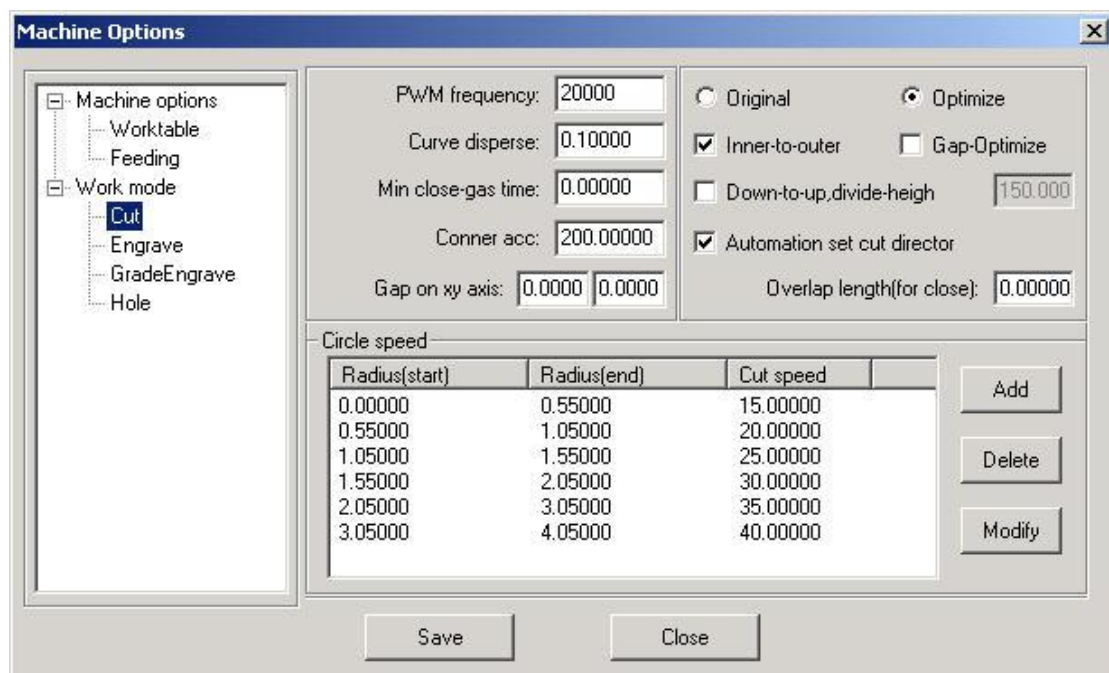 Machine Options
Machine options
Worktable
Feeding
Work mode
Cut
Engrave
GradeEngrave
Hole
PWM frequency: 20000
Curve disperse: 0.10000
Min close-gas time: 0.00000
Conner acc: 200.00000
Gap on xy axis: 0.0000 0.0000
Original Optimize
Inner-to-outer Gap-Optimize
Down-to-up,divide-heigh 150.000
Automation set cut director
Overlap length(for close): 0.00000
Circle speed
Radius(start) Radius(end) Cut speed
0.00000 0.55000 15.00000
0.55000 1.05000 20.00000
1.05000 1.55000 25.00000
1.55000 2.05000 30.00000
2.05000 3.05000 35.00000
3.05000 4.05000 40.00000
Add
Delete
Modify
Save Close